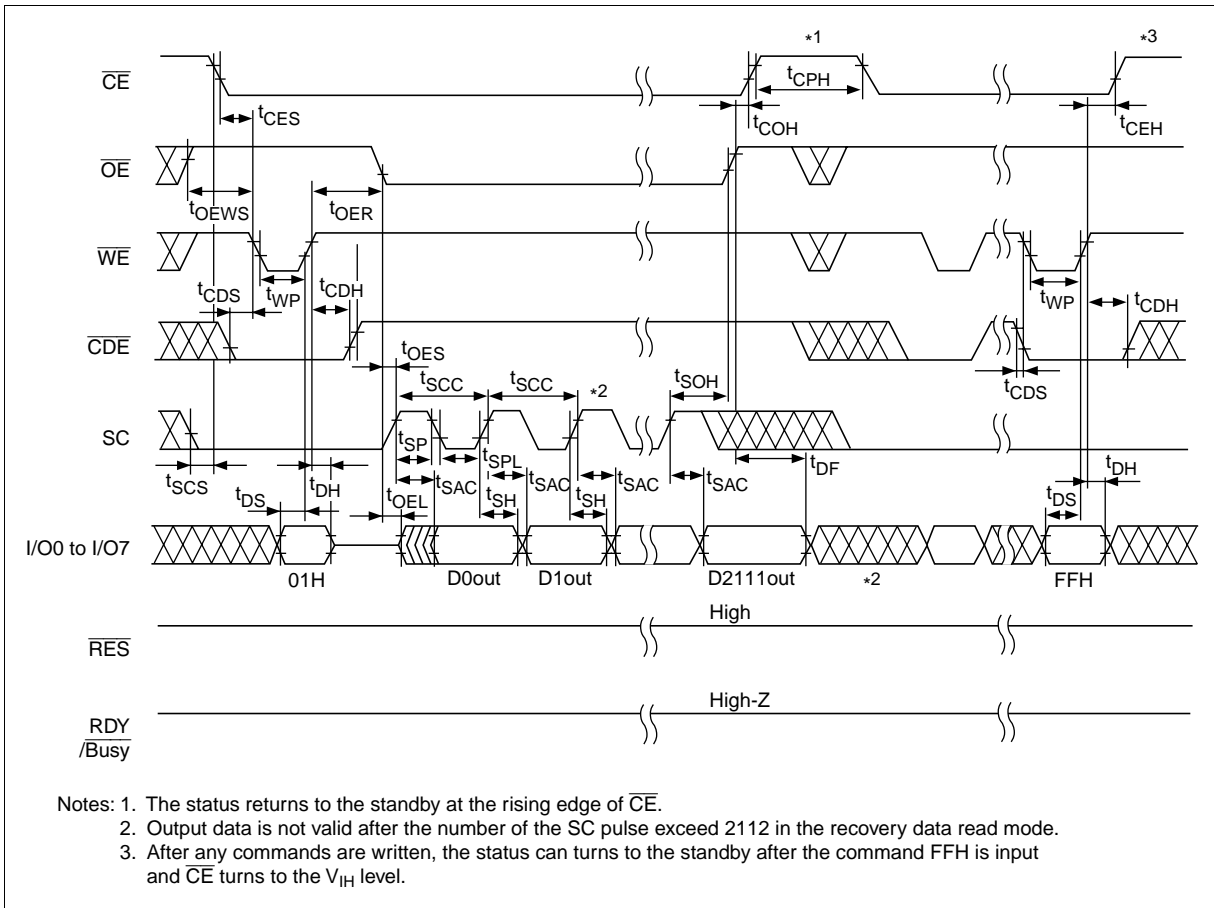 *1
*3
CE
tCPH
tCES
tCOH
tCEH
OE
tOEWS
tOER
WE
tCDS
tWP
tCDH
tWP
tCDH
CDE
tOES
tSCC
tSCC
*2
tSOH
tCDS
SC
tSP
tSPL
tDF
tSCS
tDS
tDH
tOEL
tSAC
tSH
tSAC
tSH
tSAC
tSAC
tDS
tDH
I/O0 to I/O7
01H
D0out
D1out
D2111out
*2
FFH
High
RES
High-Z
RDY
/Busy
Notes: 1. The status returns to the standby at the rising edge of CE.
2. Output data is not valid after the number of the SC pulse exceed 2112 in the recovery data read mode.
3. After any commands are written, the status can turns to the standby after the command FFH is input
and CE turns to the VIH level.